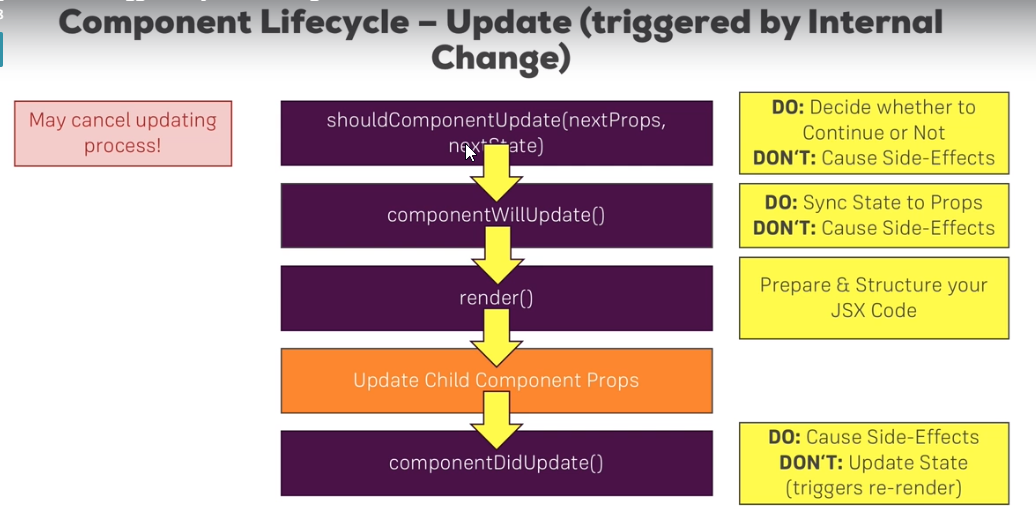 Component Lifecycle – Update (triggered by Internal
Change)
May cancel updating
process!
shouldComponentUpdate(nextProps,
nextState)
DO: Decide whether to
Continue or Not
DON'T: Cause Side-Effects
componentWillUpdate()
DO: Sync State to Props
DON'T: Cause Side-Effects
render()
Prepare & Structure your
JSX Code
Update Child Component Props
componentDidUpdate()
DO: Cause Side-Effects
DON'T: Update State
(triggers re-render)